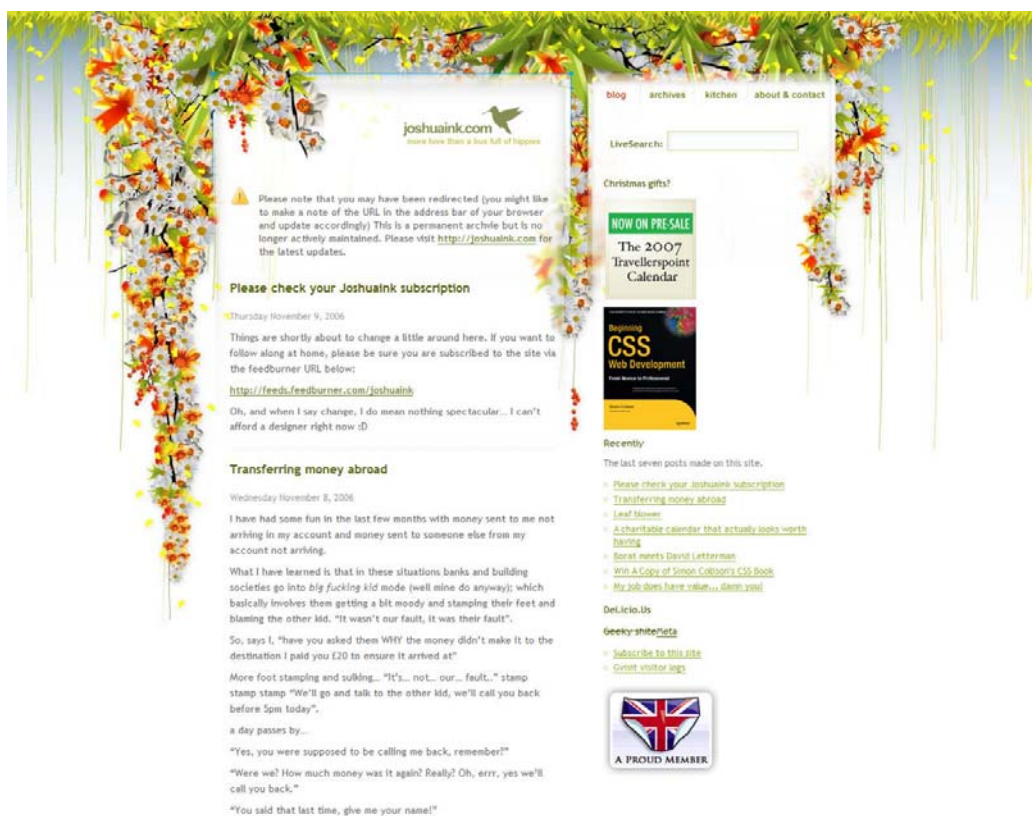 joshuaink.com
more love than a bus full of hippies
Please note that you may have been redirected (you might like
to make a note of the URL in the address bar of your browser
and update accordingly) This is a permanent archvie but is no
longer actively maintained. Please visit http://joshuaink.com for
the latest updates.
Please check your Joshuaink subscription
Thursday November 9, 2006
Things are shortly about to change a little around here. If you want to
follow along at home, please be sure you are subscribed to the site via
the feedburner URL below:
http://feeds.feedburner.com/joshuaink
Oh, and when I say change, I do mean nothing spectacular... I can't
afford a designer right now :D
Transferring money abroad
Wednesday November 8, 2006
I have had some fun in the last few months with money sent to me not
arriving in my account and money sent to someone else from my
account not arriving.
What I have learned is that in these situations banks and building
societies go into big fucking kid mode (well mine do anyway); which
basically involves them getting a bit moody and stamping their feet and
blaming the other kid. "It wasn't our fault, it was their fault".
So, says I, "have you asked them WHY the money didn't make it to the
destination I paid you £20 to ensure it arrived at"
More foot stamping and sulking... "It's... not... our... fault.." stamp
stamp stamp "We'll go and talk to the other kid, we'll call you back
before 5pm today".
a day passes by...
"Yes, you were supposed to be calling me back, remember?"
"Were we? How much money was it again? Really? Oh, errr, yes we'll
call you back."
"You said that last time, give me your name!"
blog archives kitchen about & contact
LiveSearch:
Christmas gifts?
NOW ON PRE-SALE
The 2007
Travellerspoint
Calendar
Beginning
CSS
Web Development
From Novice to Professional
Recently
The last seven posts made on this site.
Please check your Joshuaink subscription
Transferring money abroad
Leaf blower
A charitable calendar that actually looks worth
having
Borat meets David Letterman
Win A Copy of Simon Collison's CSS Book
My job does have value... damn you!
Del.icio.Us
Geeky shiteMeta
Subscribe to this site
Gvisit visitor logs
A PROUD MEMBER